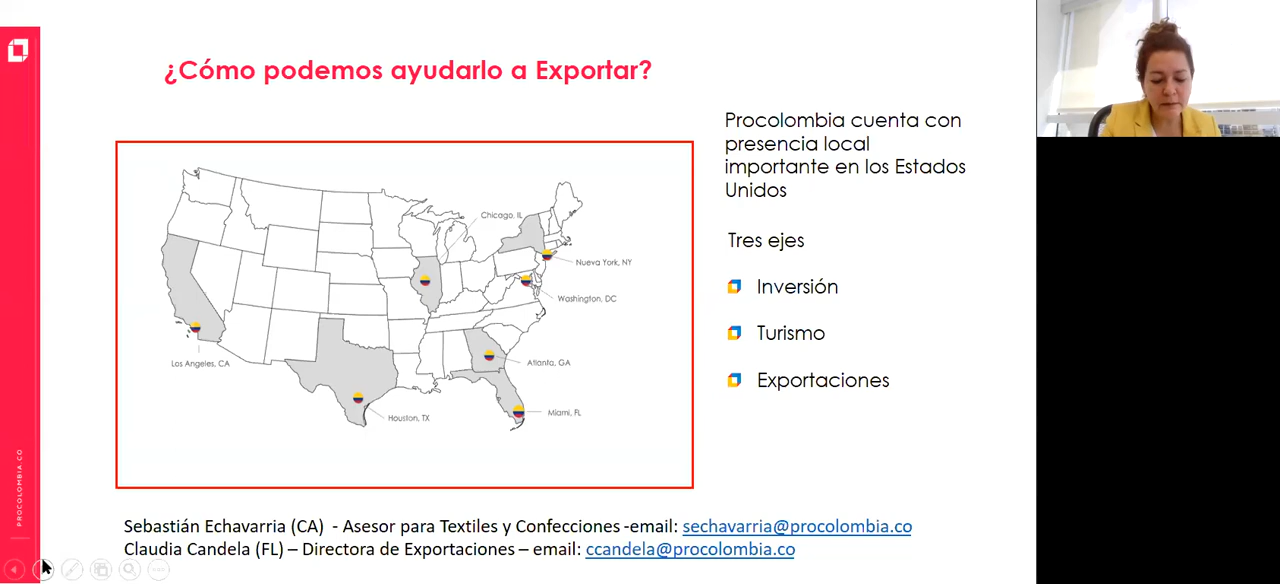 ¿Cómo podemos ayudarlo a Exportar?
Procolombia cuenta con
presencia local
importante en los Estados
Unidos
Tres ejes
Inversión
Turismo
Exportaciones
Chicago, IL
Nueva York, NY
Washington, DC
Los Angeles, CA
Atlanta, GA
Houston, TX
Miami, FL
Sebastián Echavarria (CA) - Asesor para Textiles y Confecciones -email: sechavarria@procolombia.co
Claudia Candela (FL) – Directora de Exportaciones – email: ccandela@procolombia.co
PROCOLOMBIA.CO